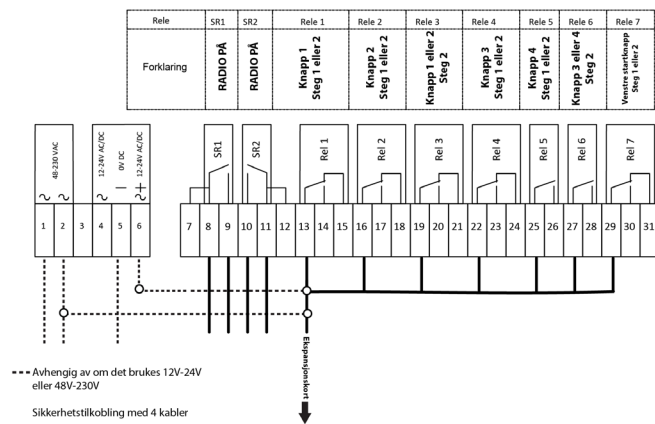 Rele SR1 SR2 Rele 1 Rele 2 Rele 3 Rele 4 Rele 5 Rele 6 Rele 7
Forklaring
RADIO PÅ
RADIO PÅ
Knapp 1
Steg 1 eller 2
Knapp 2
Steg 1 eller 2
Knapp 1 eller 2
Steg 2
Knapp 3
Steg 1 eller 2
Knapp 4
Steg 1 eller 2
Knapp 3 eller 4
Steg 2
Venstre startknapp
Steg 1 eller 2
48-230 VAC
12-24V AC/DC
0V DC
12-24V AC/DC
SR1
SR2
Rel 1
Rel 2
Rel 3
Rel 4
Rel 5
Rel 6
Rel 7
1 2 3 4 5 6 7 8 9 10 11 12 13 14 15 16 17 18 19 20 21 22 23 24 25 26 27 28 29 30 31
Ekspansjonskort
Avhengig av om det brukes 12V-24V
eller 48V-230V
Sikkerhetstilkobling med 4 kabler